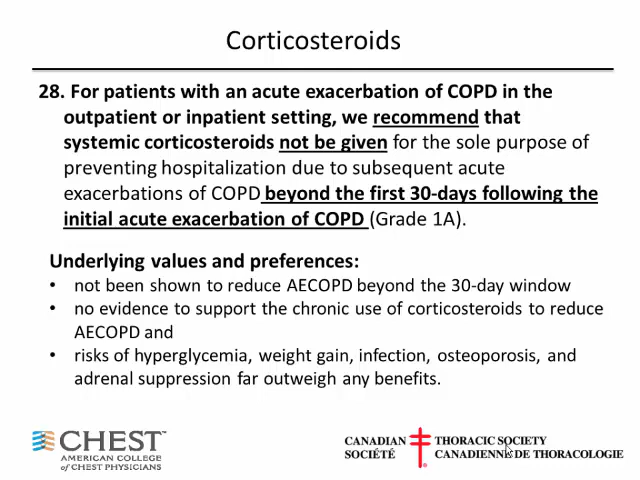 Corticosteroids
28. For patients with an acute exacerbation of COPD in the
outpatient or inpatient setting, we recommend that
systemic corticosteroids not be given for the sole purpose of
preventing hospitalization due to subsequent acute
exacerbations of COPD beyond the first 30-days following the
initial acute exacerbation of COPD (Grade 1A).
Underlying values and preferences:
• not been shown to reduce AECOPD beyond the 30-day window
• no evidence to support the chronic use of corticosteroids to reduce
AECOPD and
• risks of hyperglycemia, weight gain, infection, osteoporosis, and
adrenal suppression far outweigh any benefits.
CHEST™
AMERICAN COLLEGE
of CHEST PHYSICIANS
CANADIAN THORACIC SOCIETY
SOCIÉTÉ CANADIENNE DE THORACOLOGIE